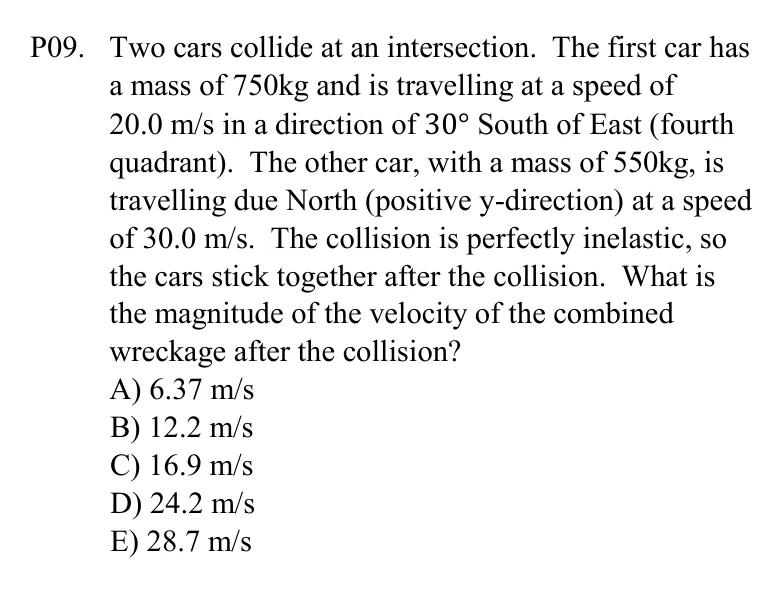 P09. Two cars collide at an intersection. The first car has
a mass of 750kg and is travelling at a speed of
20.0 m/s in a direction of 30° South of East (fourth
quadrant). The other car, with a mass of 550kg, is
travelling due North (positive y-direction) at a speed
of 30.0 m/s. The collision is perfectly inelastic, so
the cars stick together after the collision. What is
the magnitude of the velocity of the combined
wreckage after the collision?
A) 6.37 m/s
B) 12.2 m/s
C) 16.9 m/s
D) 24.2 m/s
E) 28.7 m/s